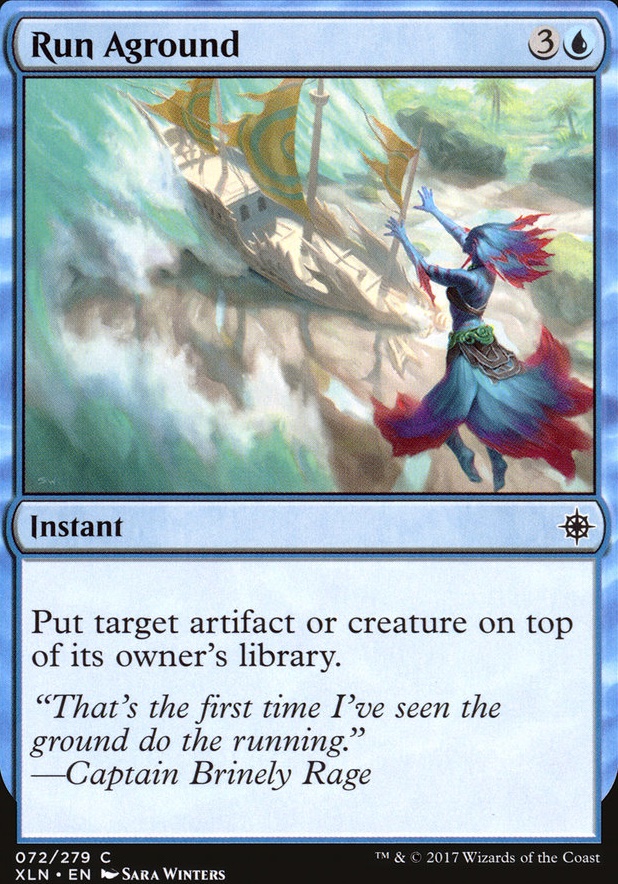 Run Aground
3
Instant
Put target artifact or creature on top
of its owner's library.
“That's the first time I've seen the
ground do the running.”
—Captain Brinely Rage
072/279 C
XLN • EN SARA WINTERS
™ & © 2017 Wizards of the Coast